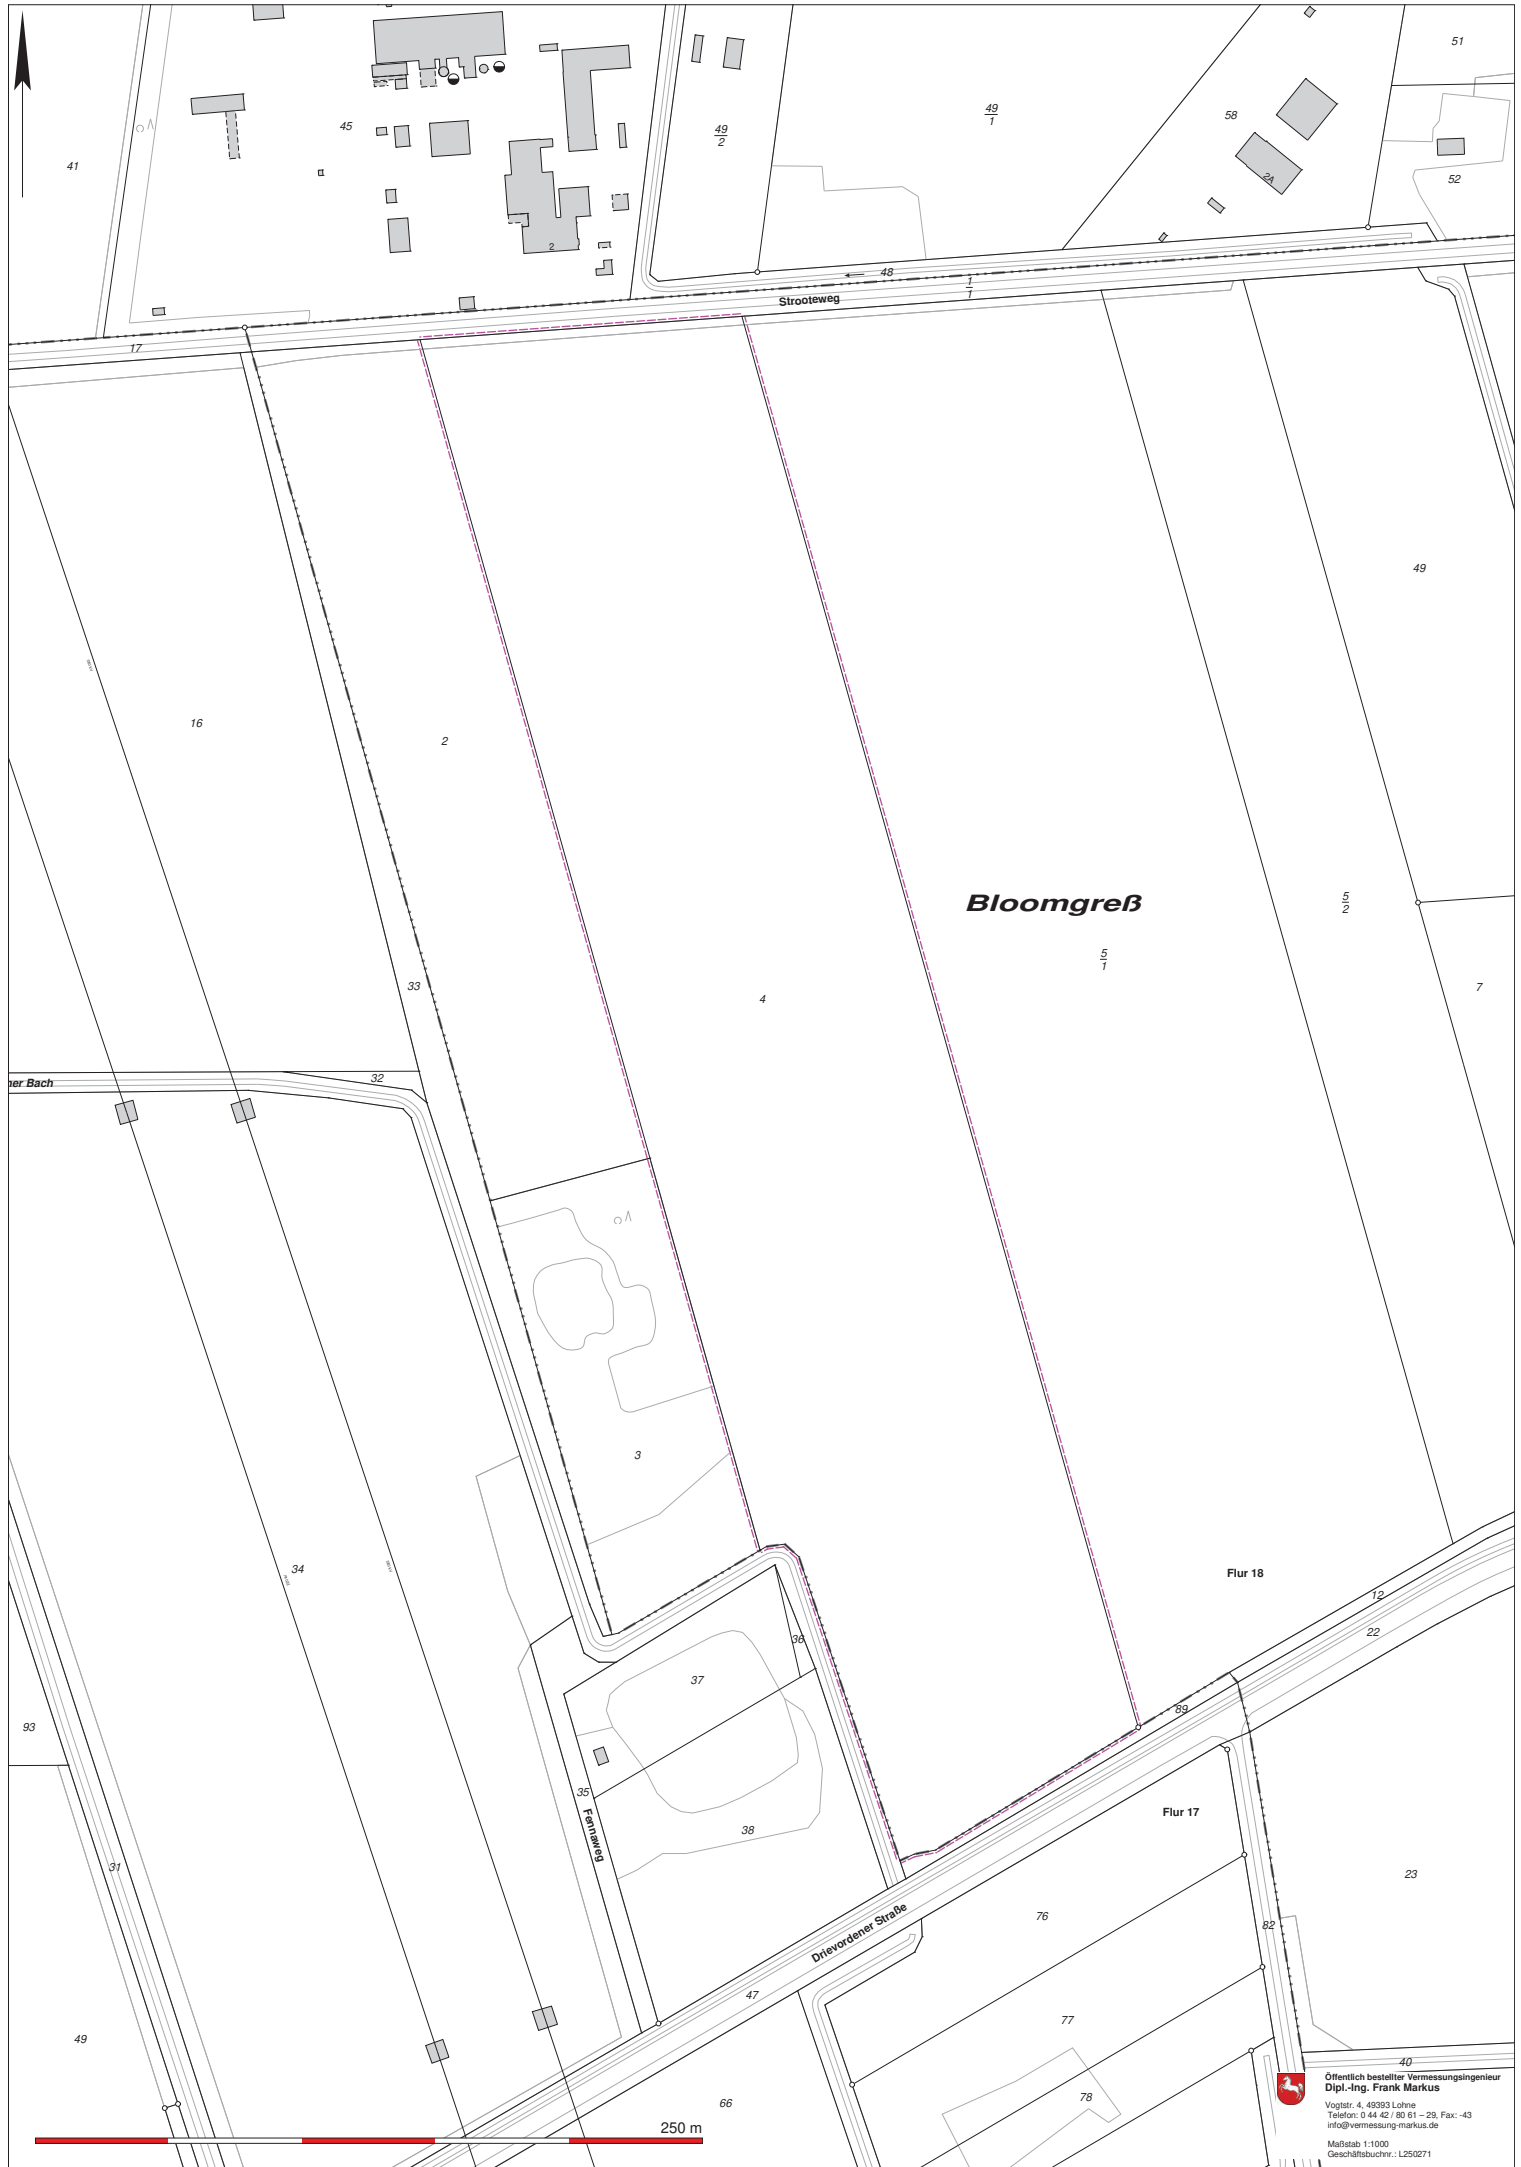 51
45
49
2
49
1
58
41
2A
52
2
48
1
1
Strooteweg
17
49
16
2
Bloomgreß
5
2
5
1
33
4
7
32
ner Bach
3
34
Flur 18
12
22
36
37
89
93
35
Fennaweg
38
Flur 17
31
23
76
82
Drievordener Straße
47
77
49
40
78
66
250 m
Öffentlich bestellter Vermessungsingenieur
Dipl.-Ing. Frank Markus
Vogtstr. 4, 49393 Lohne
Telefon: 0 44 42 / 80 61 – 29, Fax: -43
info@vermessung-markus.de
Maßstab 1:1000
Geschäftsbuchnr.: L250271